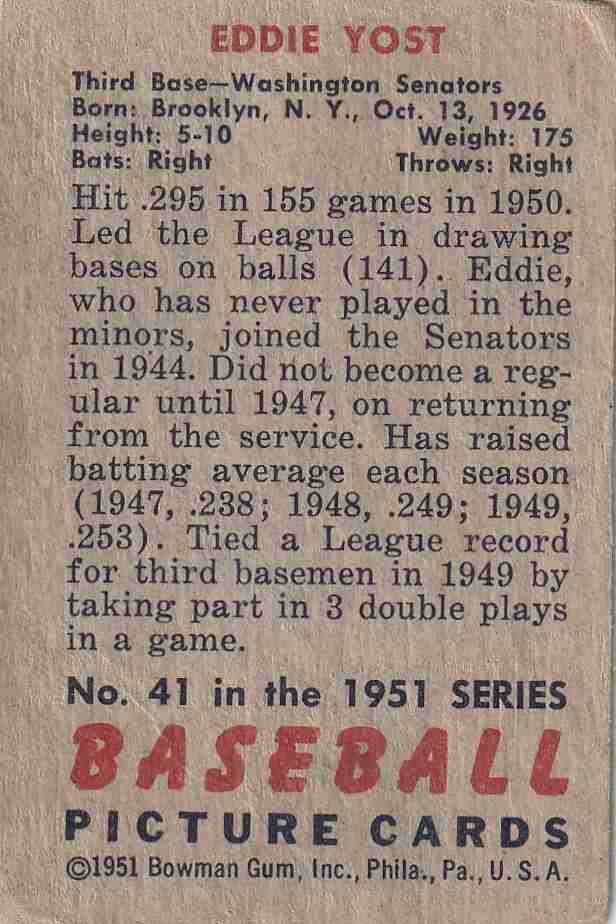 EDDIE YOST
Third Base—Washington Senators
Born: Brooklyn, N. Y., Oct. 13, 1926
Height: 5-10 Weight: 175
Bats: Right Throws: Right
Hit .295 in 155 games in 1950.
Led the League in drawing
bases on balls (141). Eddie,
who has never played in the
minors, joined the Senators
in 1944. Did not become a reg-
ular until 1947, on returning
from the service. Has raised
batting average each season
(1947, .238; 1948, .249; 1949,
.253). Tied a League record
for third basemen in 1949 by
taking part in 3 double plays
in a game.
No. 41 in the 1951 SERIES
BASEBALL
PICTURE CARDS
©1951 Bowman Gum, Inc., Phila., Pa., U. S. A.